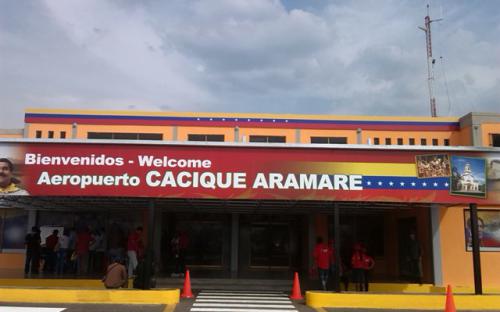 Bienvenidos - Welcome
Aeropuerto CACIQUE ARAMARE